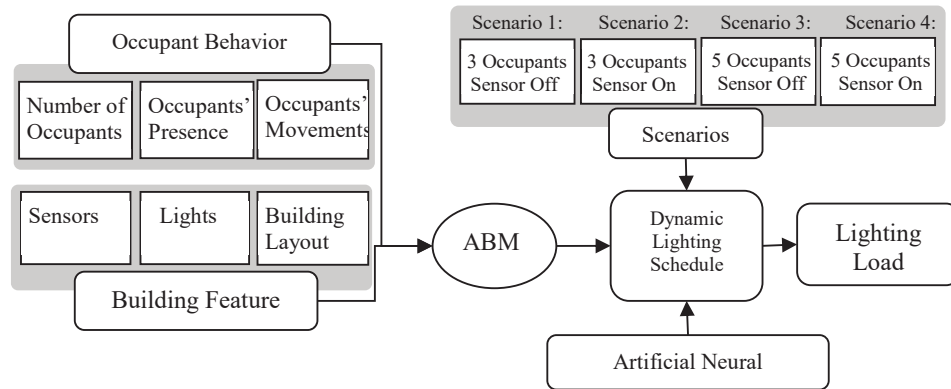 Occupant Behavior
Number of
Occupants
Occupants'
Presence
Occupants'
Movements
Sensors
Lights
Building
Layout
Building Feature
ABM
Scenario 1:
Scenario 2:
Scenario 3:
Scenario 4:
3 Occupants
Sensor Off
3 Occupants
Sensor On
5 Occupants
Sensor Off
5 Occupants
Sensor On
Scenarios
Dynamic
Lighting
Schedule
Lighting
Load
Artificial Neural